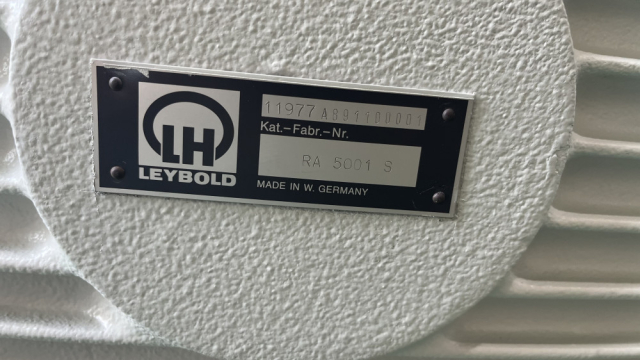 LH
LEYBOLD
11977
Kat.-Fabr.-Nr.
RA 5001 S
MADE IN W. GERMANY